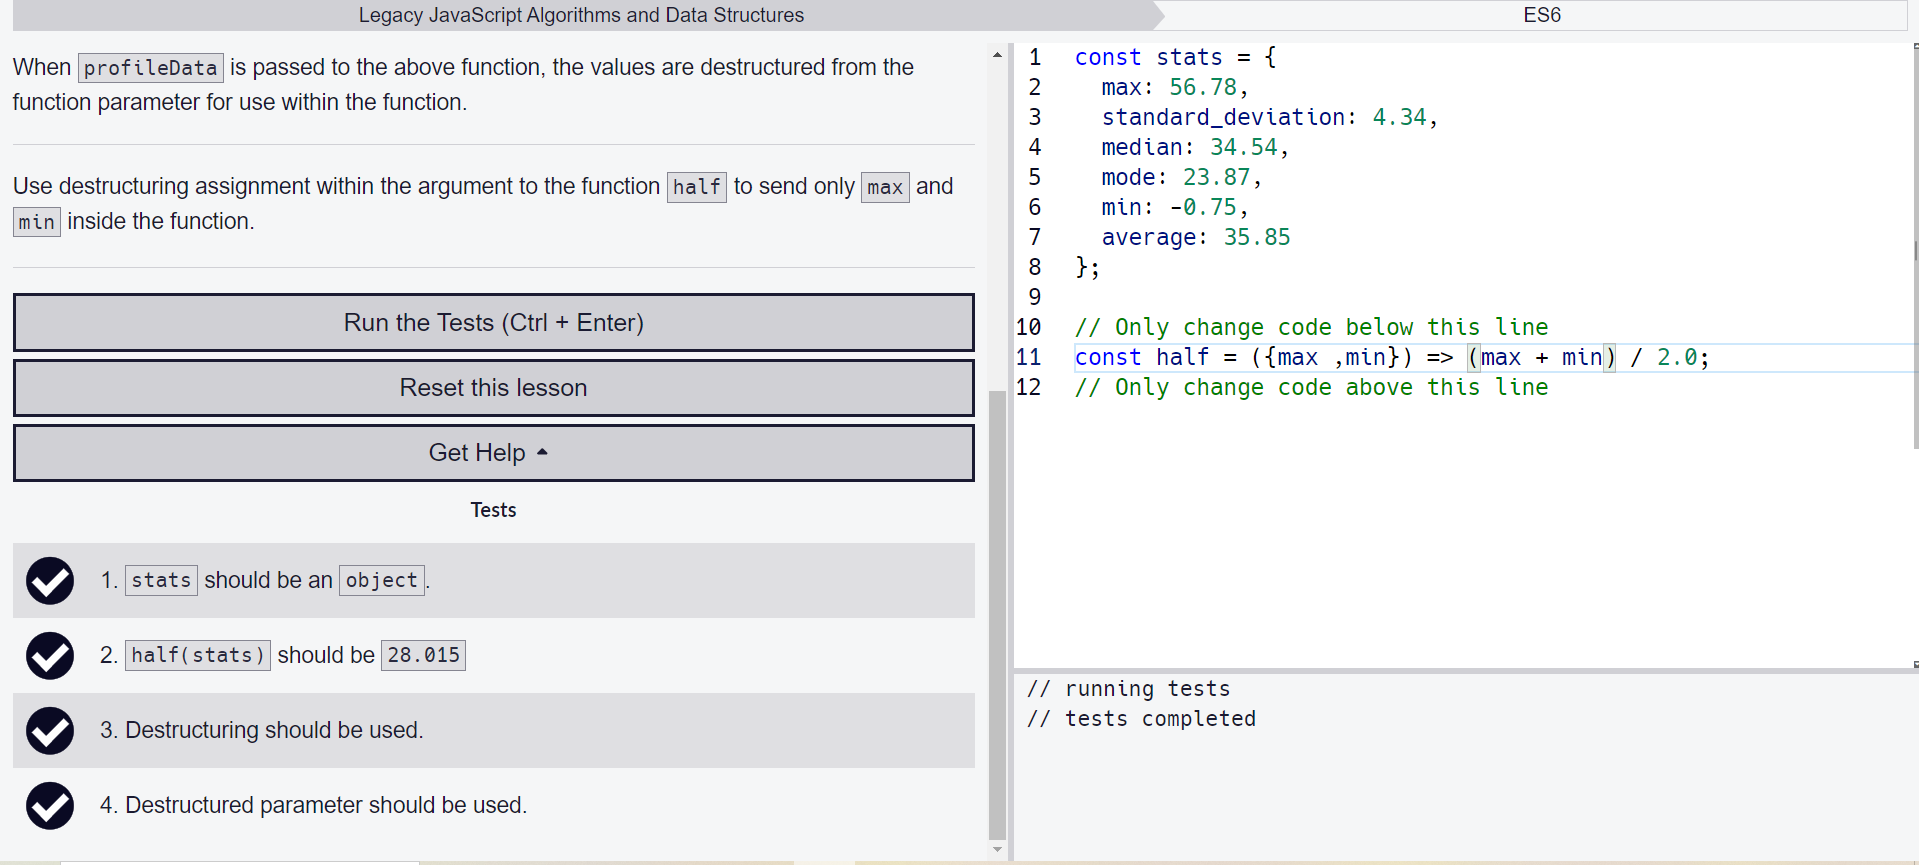 Legacy JavaScript Algorithms and Data Structures
ES6
When profileData is passed to the above function, the values are destructured from the
function parameter for use within the function.
Use destructuring assignment within the argument to the function half to send only max and
min inside the function.
Run the Tests (Ctrl + Enter)
Reset this lesson
Get Help
Tests
1. stats should be an object.
2. half(stats) should be 28.015
3. Destructuring should be used.
4. Destructured parameter should be used.
1 const stats = {
2 max: 56.78,
3 standard_deviation: 4.34,
4 median: 34.54,
5 mode: 23.87,
6 min: -0.75,
7 average: 35.85
8 };
9
10 // Only change code below this line
11 const half = ({max ,min}) => (max + min) / 2.0;
12 // Only change code above this line
// running tests
// tests completed